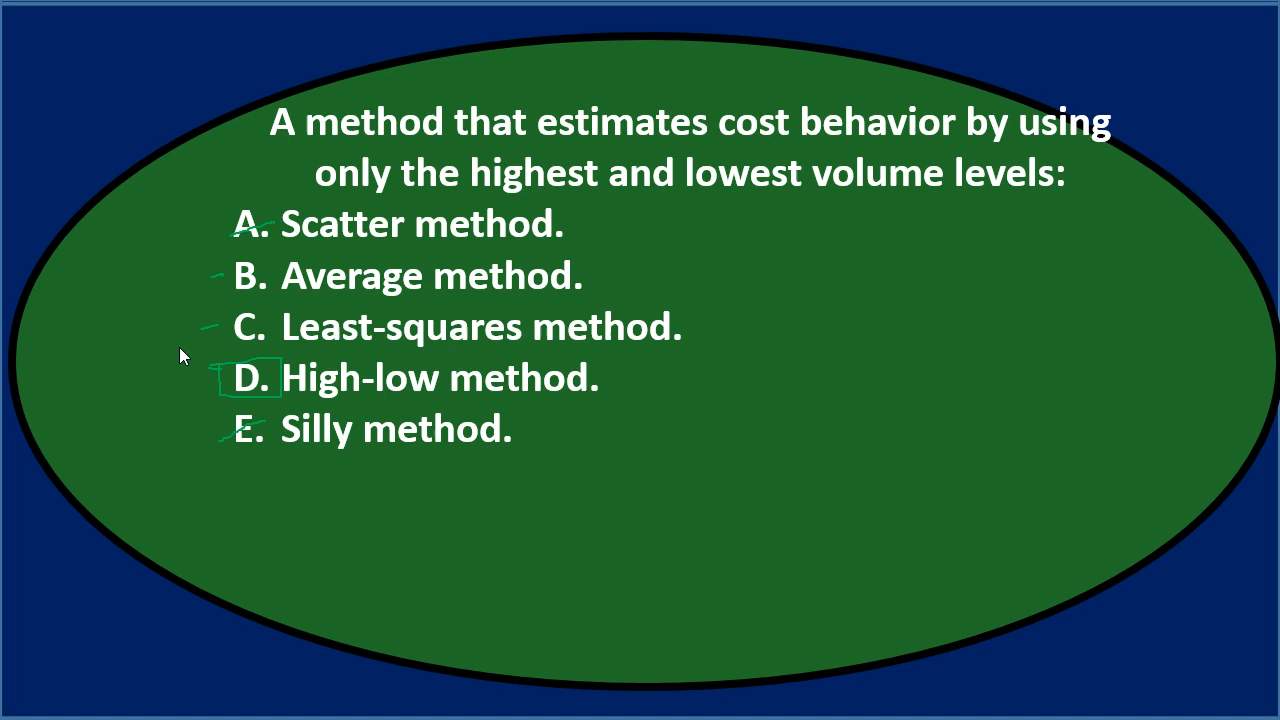 A method that estimates cost behavior by using
only the highest and lowest volume levels:
A. Scatter method.
B. Average method.
C. Least-squares method.
D. High-low method.
E. Silly method.